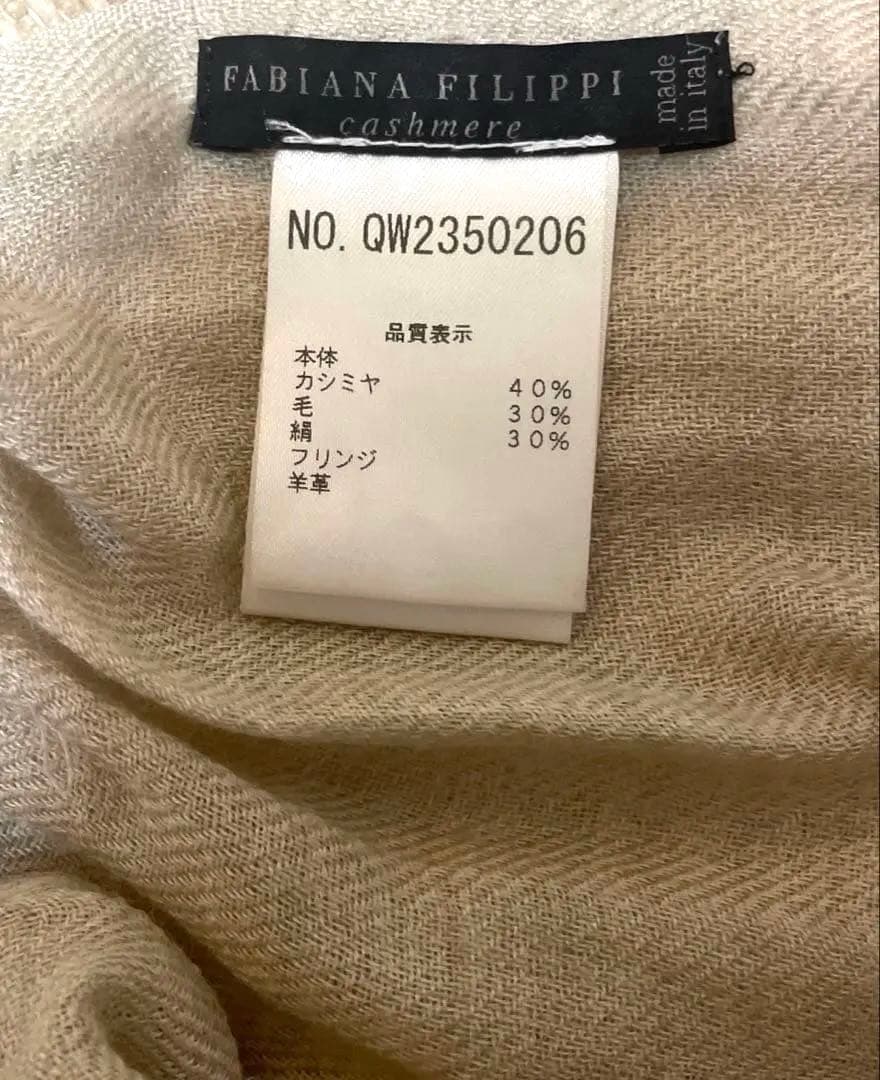 FABIANA FILIPPI
cashmere
made
in italy
NO. QW2350206
品質表示
本体
カシミヤ 40%
毛 30%
絹 30%
フリンジ
羊革